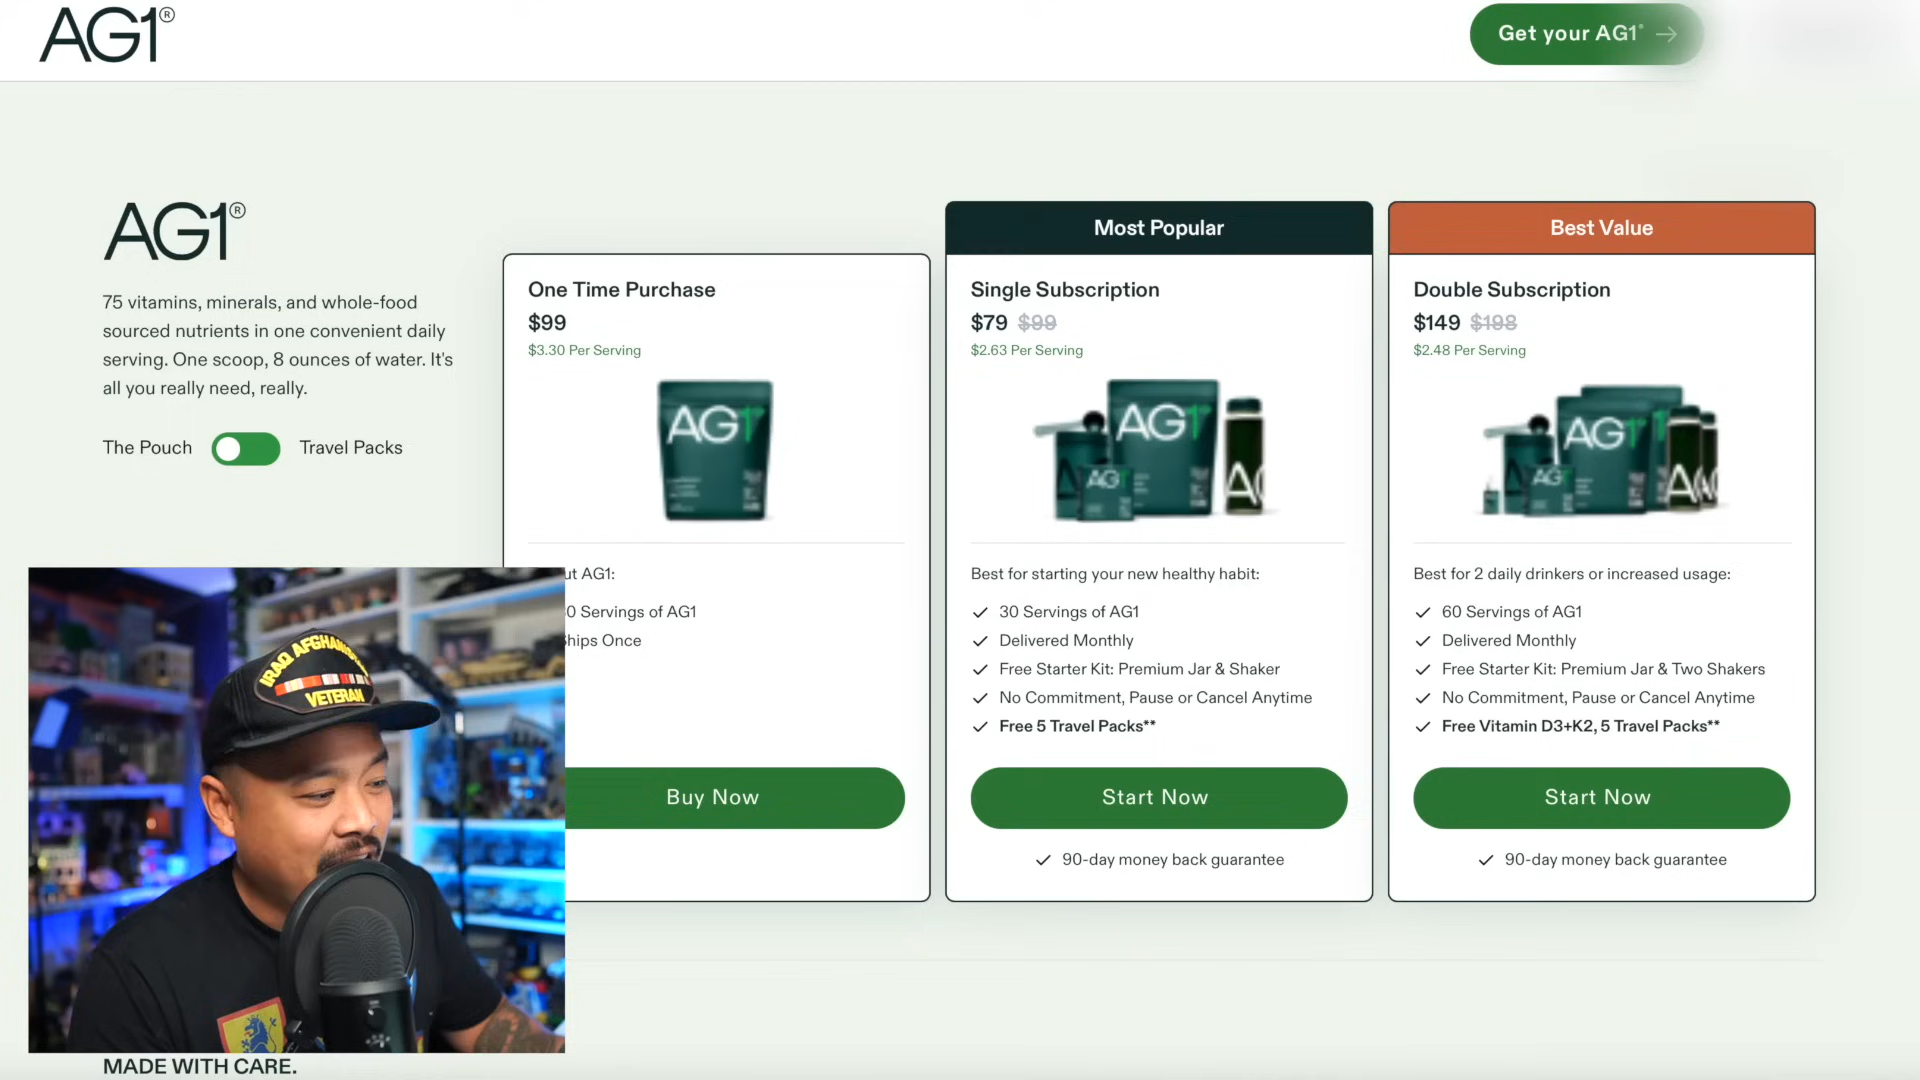 AG1®
Get your AG1®
AG1®
75 vitamins, minerals, and whole-food
sourced nutrients in one convenient daily
serving. One scoop, 8 ounces of water. It's
all you really need, really.
The Pouch
Travel Packs
One Time Purchase
$99
$3.30 Per Serving
AG1
AG1:
Servings of AG1
Once
Buy Now
Most Popular
Single Subscription
$79 $99
$2.63 Per Serving
AG1
AG1
Best for starting your new healthy habit:
30 Servings of AG1
Delivered Monthly
Free Starter Kit: Premium Jar & Shaker
No Commitment, Pause or Cancel Anytime
Free 5 Travel Packs**
Start Now
90-day money back guarantee
Best Value
Double Subscription
$149 $198
$2.48 Per Serving
AG1
AG1
Best for 2 daily drinkers or increased usage:
60 Servings of AG1
Delivered Monthly
Free Starter Kit: Premium Jar & Two Shakers
No Commitment, Pause or Cancel Anytime
Free Vitamin D3+K2, 5 Travel Packs**
Start Now
90-day money back guarantee
IRAQ AFGHANISTAN
VETERAN
MADE WITH CARE.